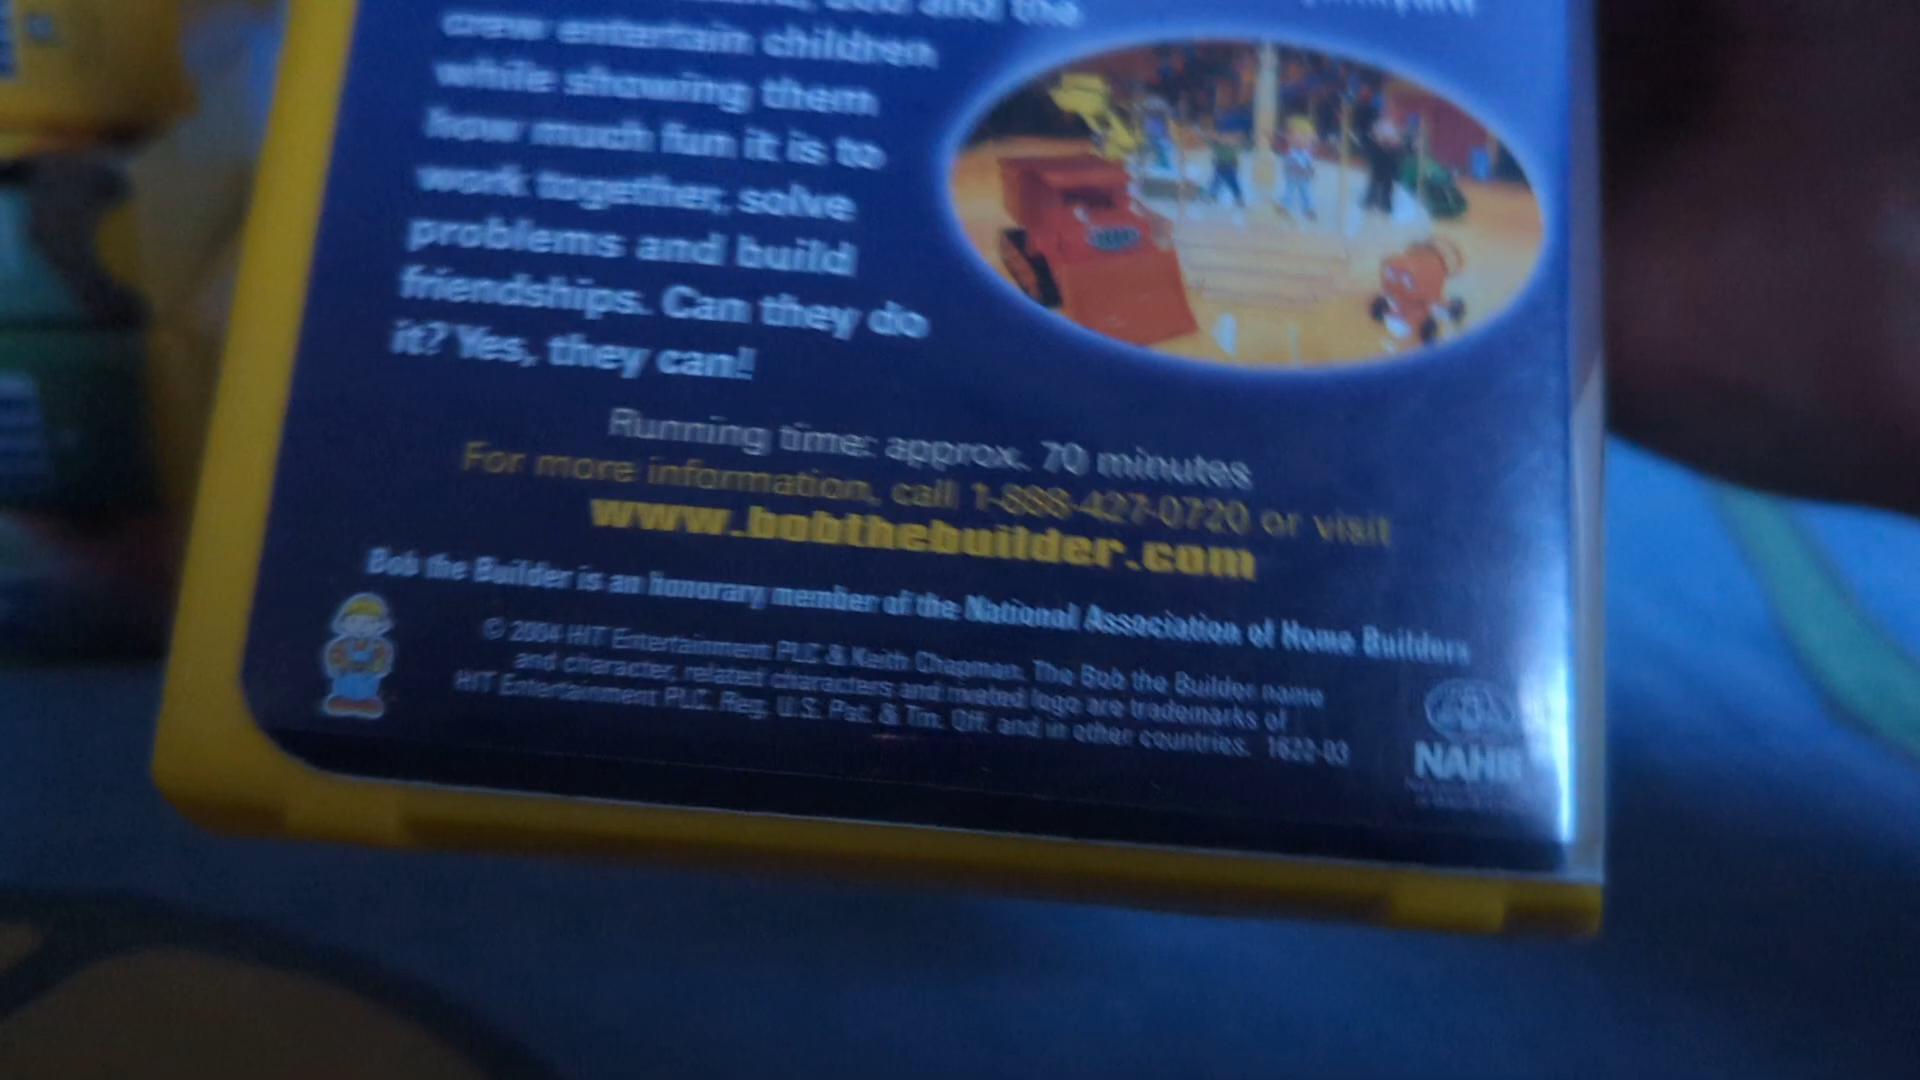 and the
crew entertain children
while showing them
how much fun it is to
work together, solve
problems and build
friendships. Can they do
it? Yes, they can!
Running time: approx. 70 minutes
For more information, call 1-888-427-0720 or visit
www.bobthebuilder.com
Bob the Builder is an honorary member of the National Association of Home Builders
© 2004 HIT Entertainment PLC & Keith Chapman. The Bob the Builder name
and character, related characters and riveted logo are trademarks of
HIT Entertainment PLC. Reg. U.S. Pat. & Tm. Off. and in other countries. 1622-03
NAHB